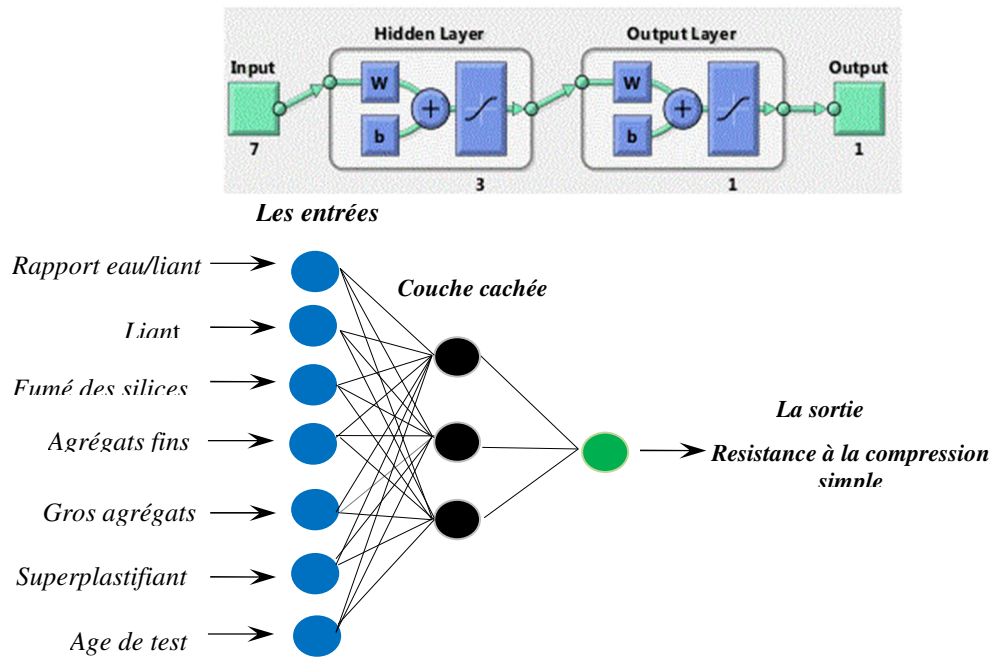 Hidden Layer
Output Layer
Input
W
b
+
W
b
+
Output
7
3
1
1
Les entrées
Rapport eau/liant
Couche cachée
Liant
Fumé des silices
Agrégats fins
La sortie
Resistance à la compression
simple
Gros agrégats
Superplastifiant
Age de test